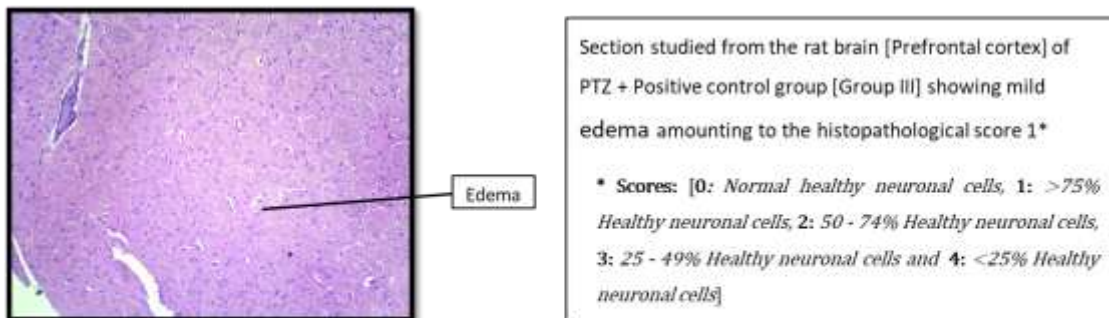 Edema
Section studied from the rat brain [Prefrontal cortex] of
PTZ + Positive control group [Group III] showing mild
edema amounting to the histopathological score 1*
* Scores: [0: Normal healthy neuronal cells, 1: >75%
Healthy neuronal cells, 2: 50 - 74% Healthy neuronal cells,
3: 25 - 49% Healthy neuronal cells and 4: <25% Healthy
neuronal cells]